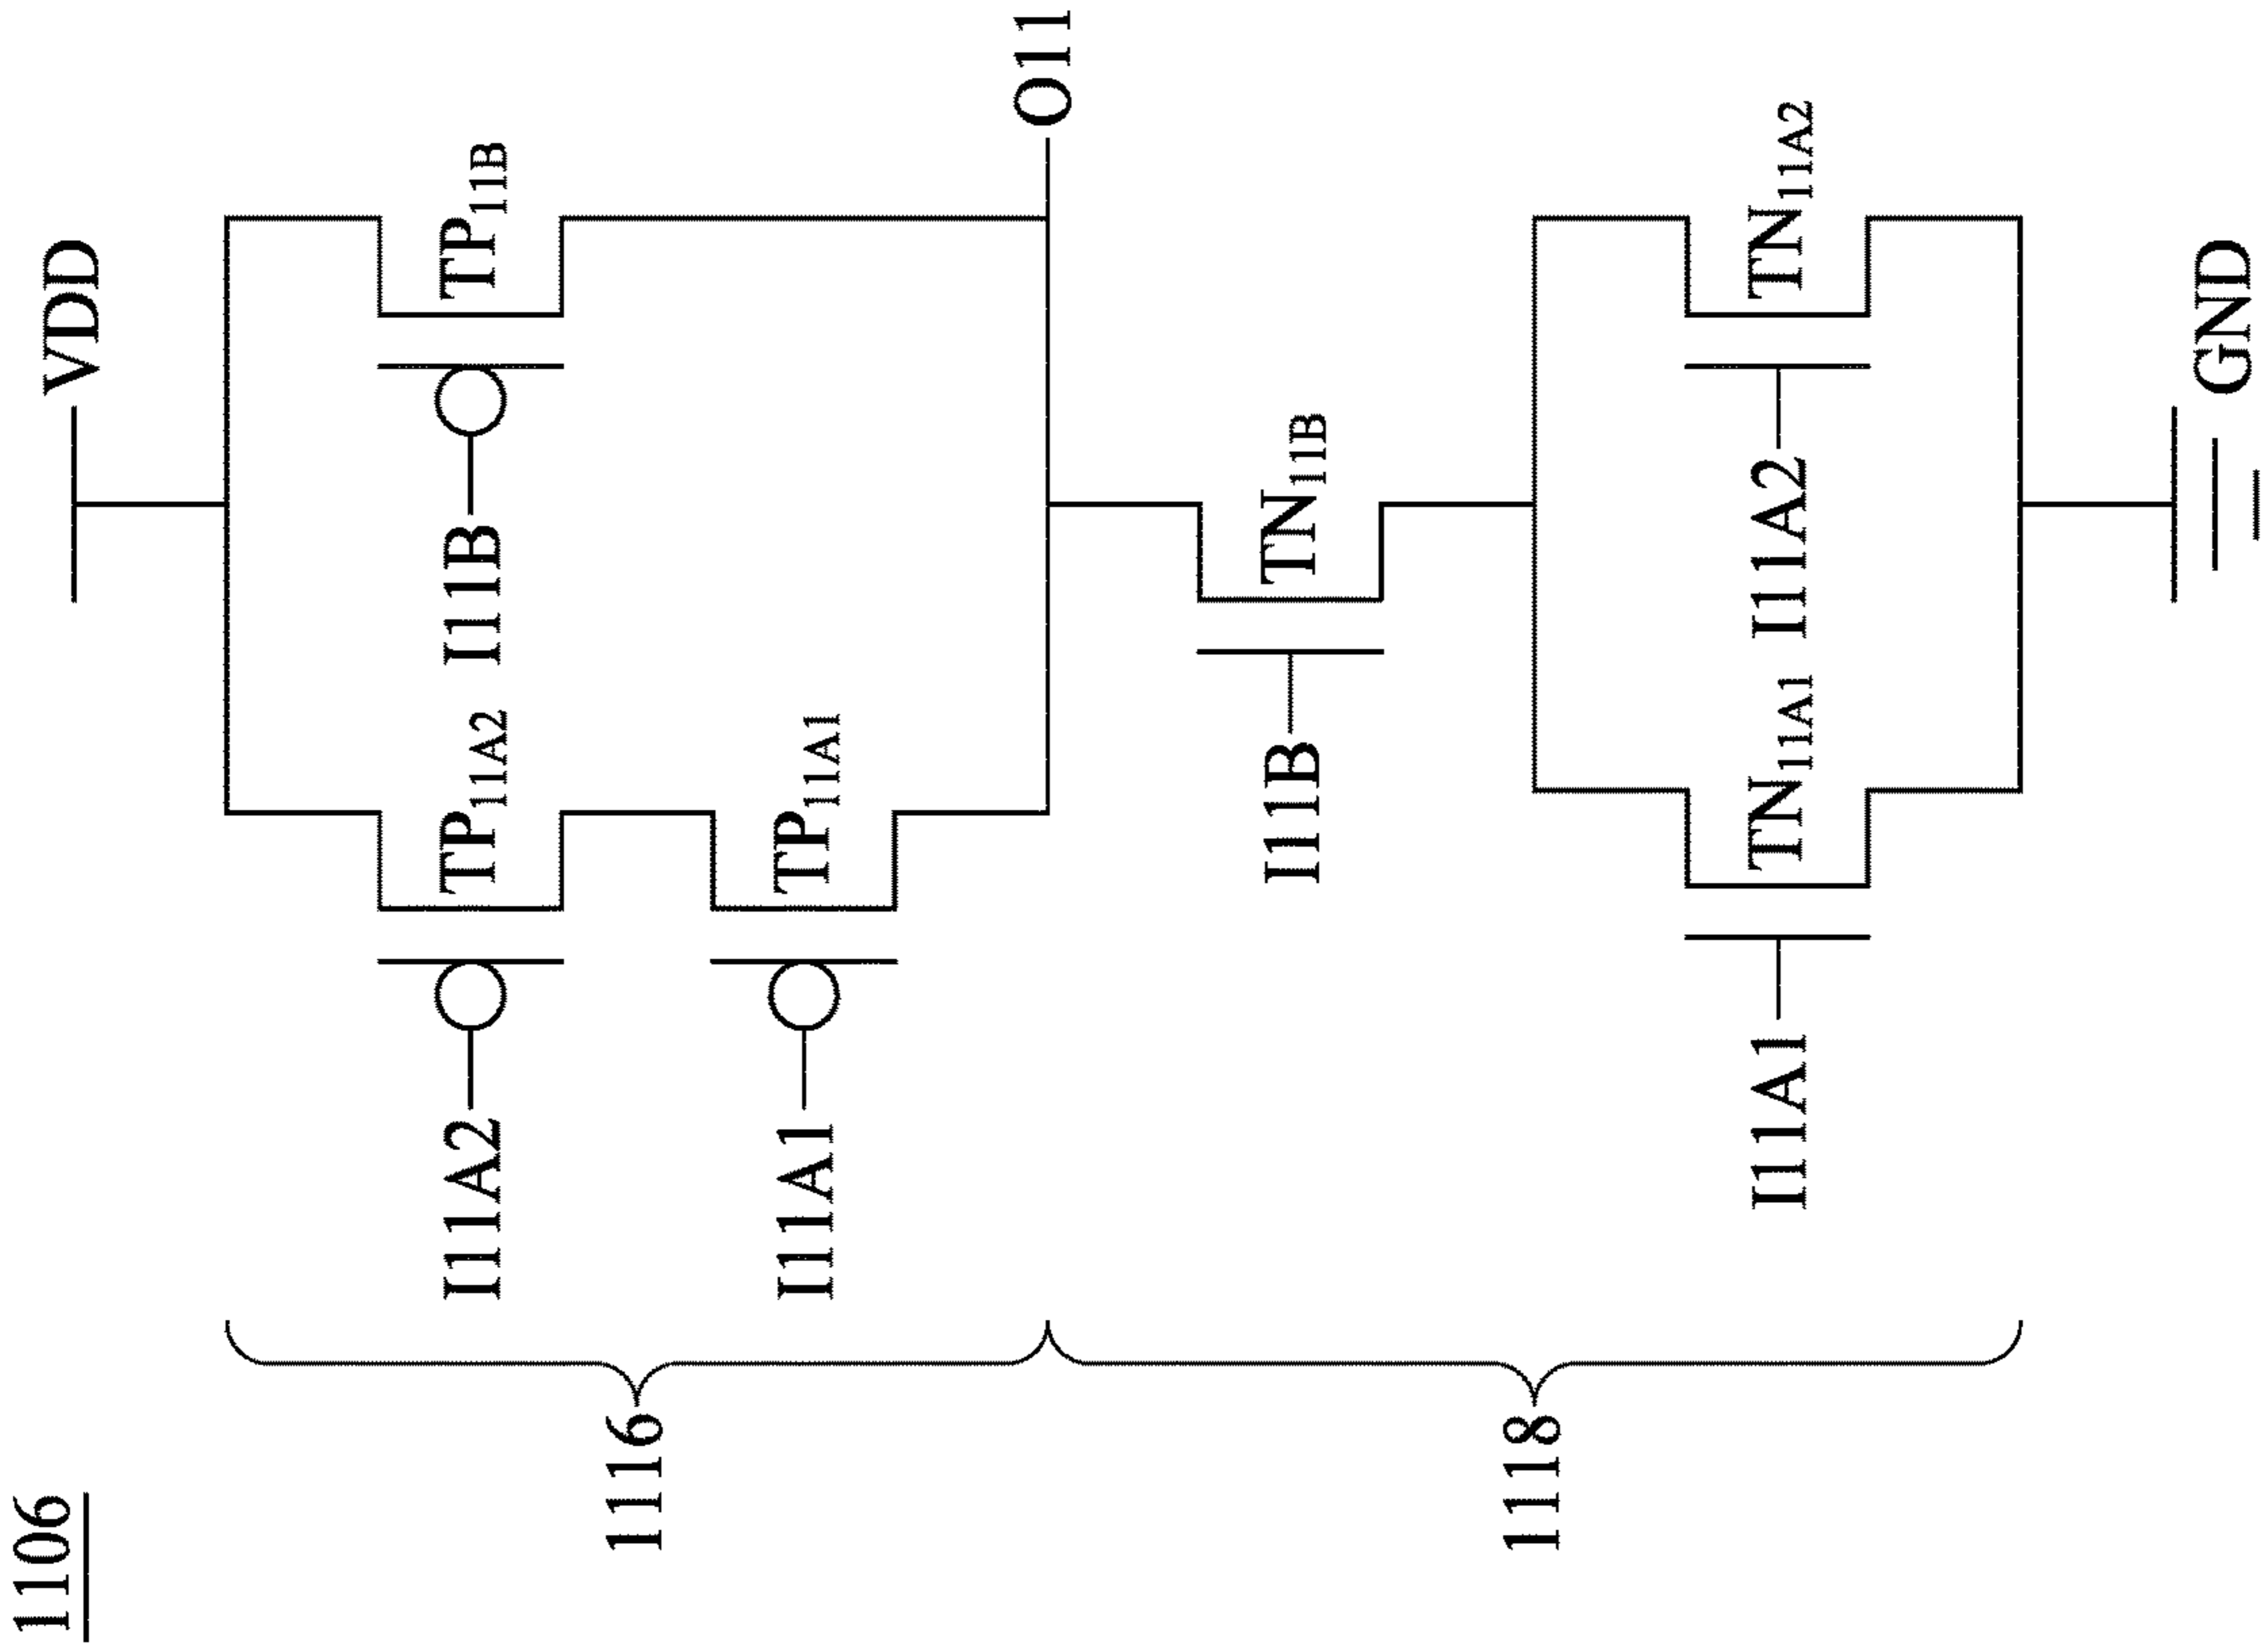 1106
VDD
I11A2
TP11A2
I11B
TP11B
I11A1
TP11A1
1116
O11
I11B
TN11B
1118
I11A1
TN11A1
I11A2
TN11A2
GND